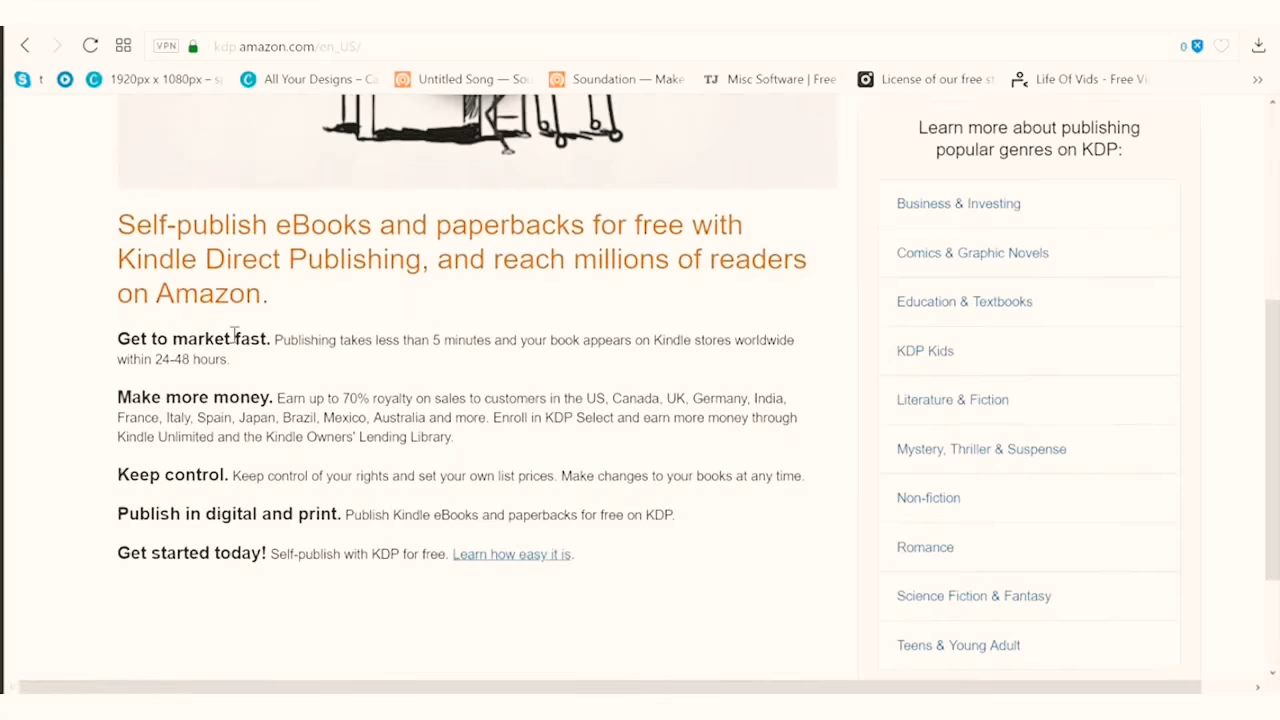 VPN
kdp.amazon.com/en_US/
0
t
1920px x 1080px – s
All Your Designs – Ca
Untitled Song — So
Soundation — Make
TJ Misc Software | Free
License of our free s
Life Of Vids - Free V
»
Self-publish eBooks and paperbacks for free with
Kindle Direct Publishing, and reach millions of readers
on Amazon.
Get to market fast. Publishing takes less than 5 minutes and your book appears on Kindle stores worldwide
within 24-48 hours.
Make more money. Earn up to 70% royalty on sales to customers in the US, Canada, UK, Germany, India,
France, Italy, Spain, Japan, Brazil, Mexico, Australia and more. Enroll in KDP Select and earn more money through
Kindle Unlimited and the Kindle Owners' Lending Library.
Keep control. Keep control of your rights and set your own list prices. Make changes to your books at any time.
Publish in digital and print. Publish Kindle eBooks and paperbacks for free on KDP.
Get started today! Self-publish with KDP for free. Learn how easy it is.
Learn more about publishing
popular genres on KDP:
Business & Investing
Comics & Graphic Novels
Education & Textbooks
KDP Kids
Literature & Fiction
Mystery, Thriller & Suspense
Non-fiction
Romance
Science Fiction & Fantasy
Teens & Young Adult